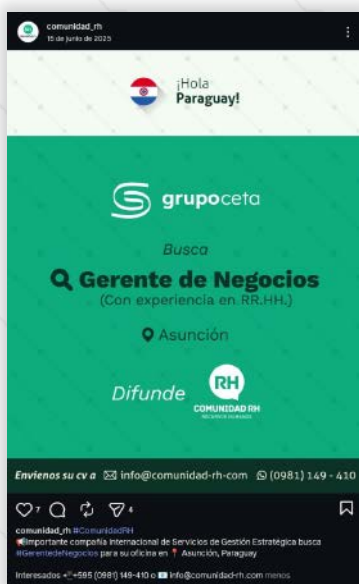 comunidad_rh
15 de junio de 2025
¡Hola
Paraguay!
grupoceta
Busca
Gerente de Negocios
(Con experiencia en RR.HH.)
Asunción
Difunde
RH
COMUNIDAD RH
RECURSOS HUMANOS
Envíenos su cv a info@comunidad-rh-com (0981) 149 - 410
7 4
comunidad_rh #ComunidadRH
Importante compañía internacional de Servicios de Gestión Estratégica busca
#GerentedeNegocios para su oficina en Asunción, Paraguay
Interesados +595 (0981) 149-410 o info@comunidad-rh.com menos